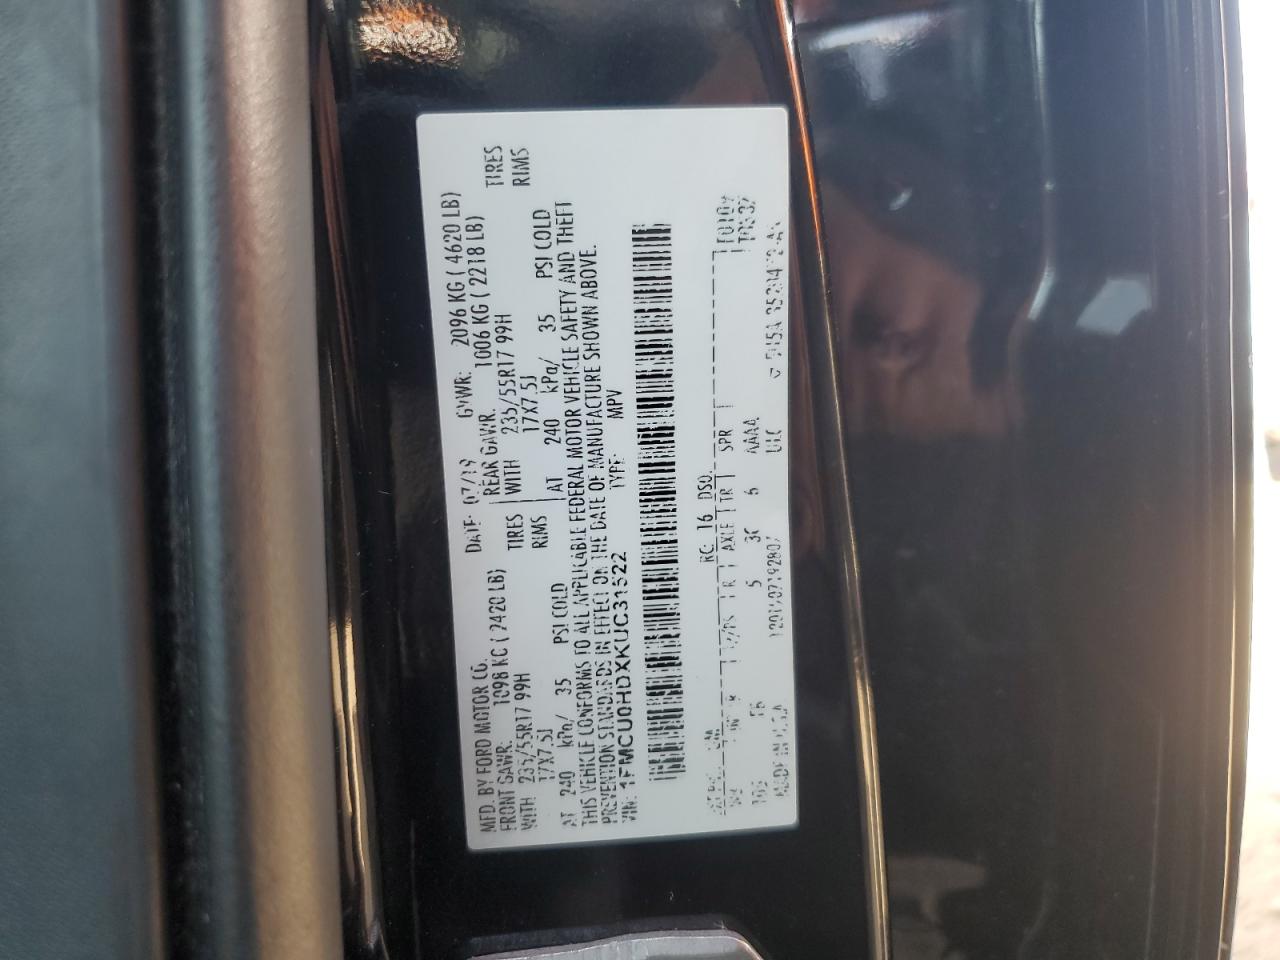 MFD. BY FORD MOTOR CO.
DATE: 07/19 GVWR: 2096 KG ( 4620 LB)
FRONT GAWR: 1098 KG ( 2420 LB) REAR GAWR: 1006 KG ( 2218 LB)
WITH 235/55R17 99H TIRES WITH 235/55R17 99H TIRES
17X7.5J RIMS 17X7.5J RIMS
AT 240 kPa/ 35 PSI COLD AT 240 kPa/ 35 PSI COLD
THIS VEHICLE CONFORMS TO ALL APPLICABLE FEDERAL MOTOR VEHICLE SAFETY AND THEFT
PREVENTION STANDARDS IN EFFECT ON THE DATE OF MANUFACTURE SHOWN ABOVE.
VIN: 1FMCU0HDXKUC31522 TYPE: MPV
RC: 16 DSO:
R AXLE TR SPR
5 3C 6 AAAA
MADE IN U.S.A. UEC